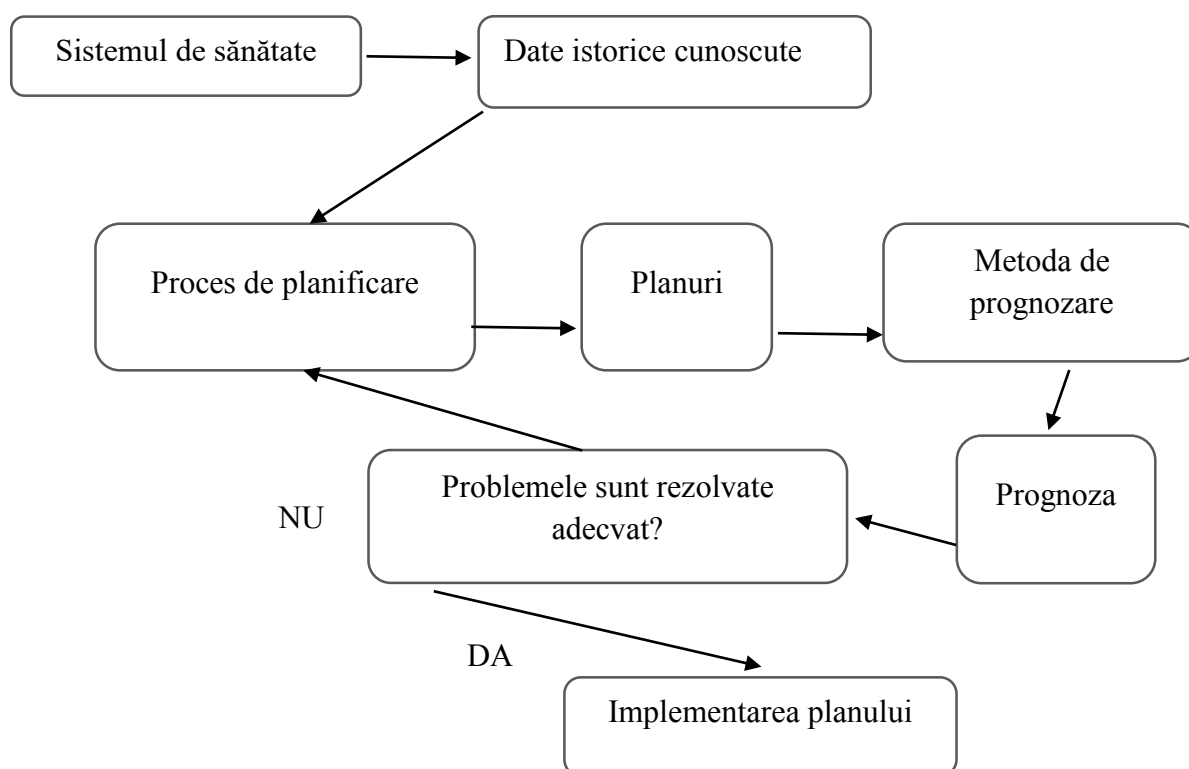 Sistemul de sănătate
Date istorice cunoscute
Proces de planificare
Planuri
Metoda de
prognozare
Prognoza
Problemele sunt rezolvate
adecvat?
NU
DA
Implementarea planului